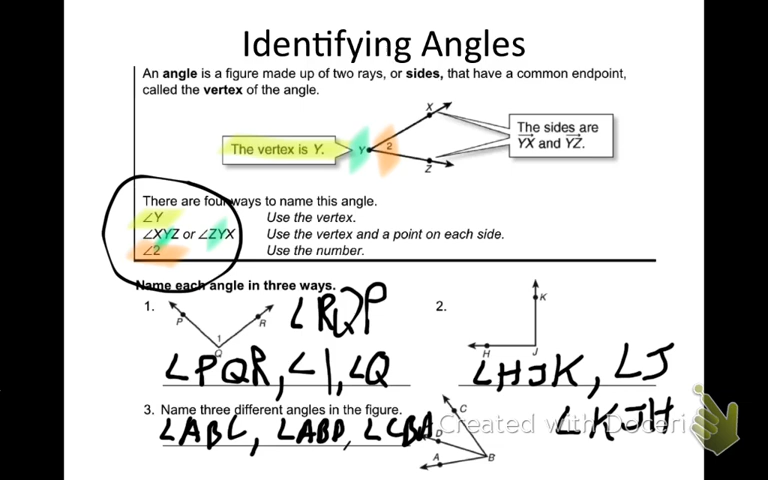 Identifying Angles
An angle is a figure made up of two rays, or sides, that have a common endpoint,
called the vertex of the angle.
X
The vertex is Y.
Y
2
Z
The sides are
YX and YZ.
There are four ways to name this angle.
∠Y Use the vertex.
∠XYZ or ∠ZYX Use the vertex and a point on each side.
∠2 Use the number.
Name each angle in three ways.
1.
P
R
1
Q
∠RQP
∠PQR, ∠1, ∠Q
2.
K
H
J
∠HJK, ∠J
∠KJH
3. Name three different angles in the figure.
∠ABC, ∠ABD, ∠CBA
C
D
A
B
Created with Doceri